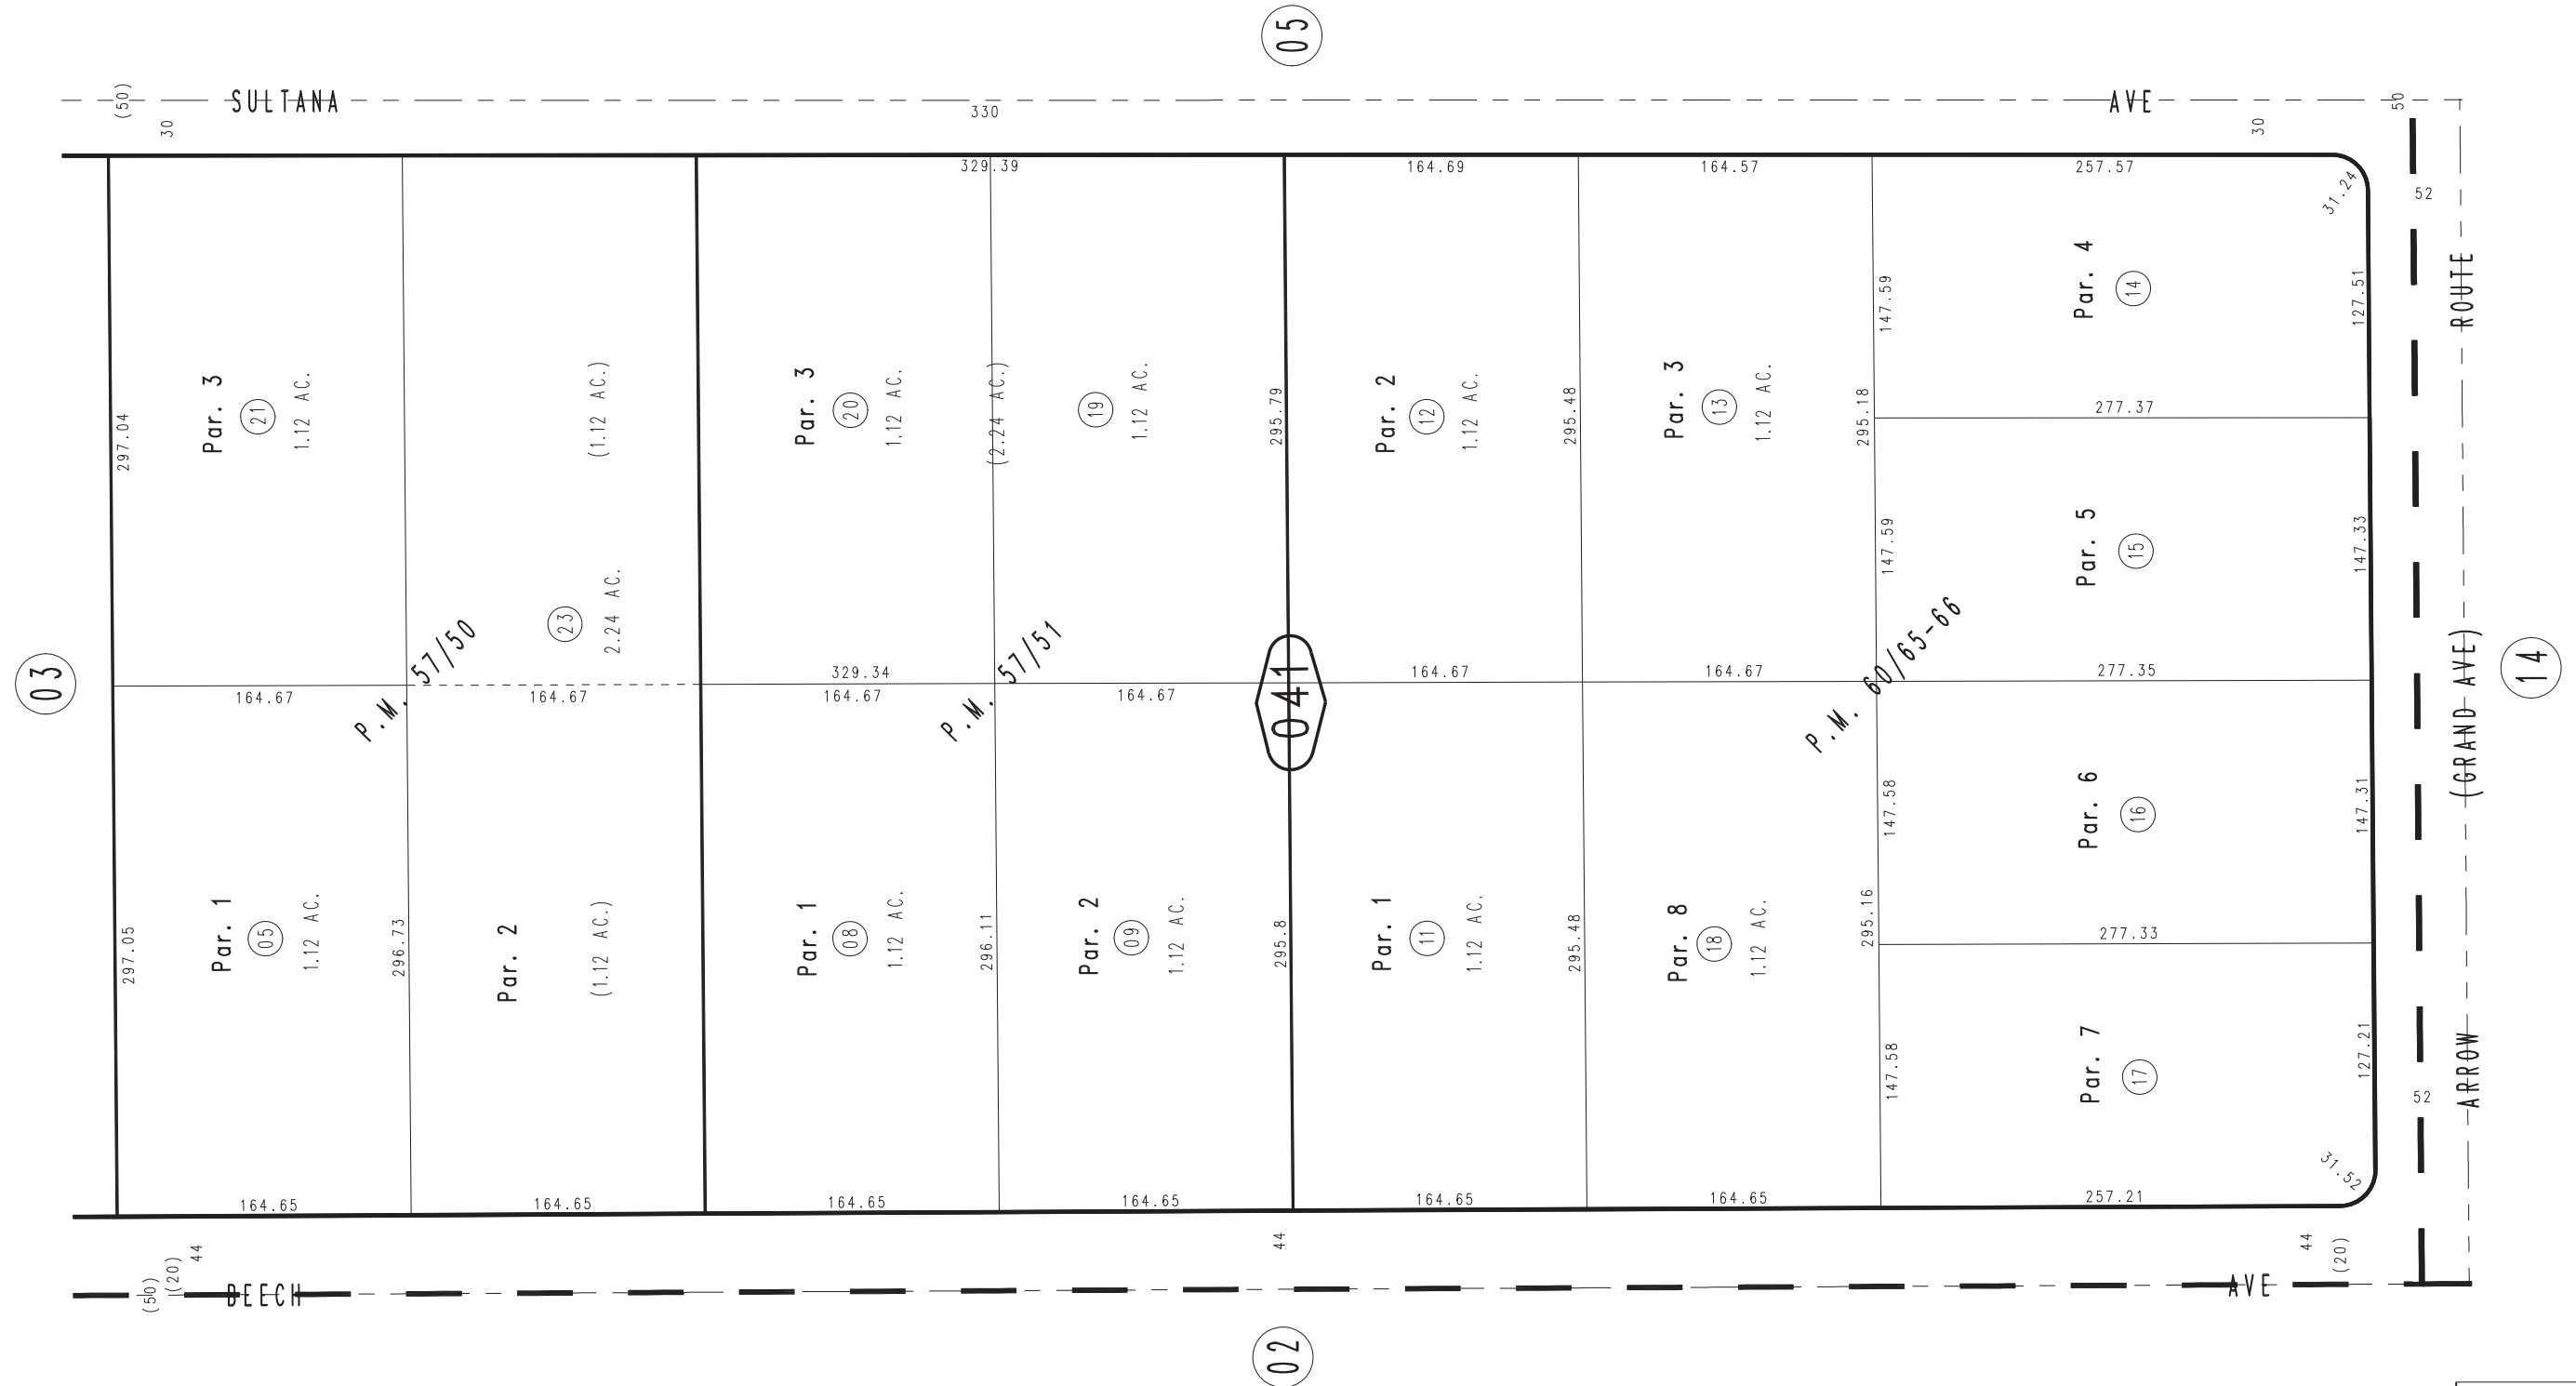 05
(50)
SULTANA
330
AVE
50
30
30
329.39
164.69
164.57
257.57
31.24
52
ROUTE
Par. 3
21
1.12 AC.
297.04
(1.12 AC.)
Par. 3
20
1.12 AC.
(2.24 AC.)
19
1.12 AC.
295.79
Par. 2
12
1.12 AC.
295.48
Par. 3
13
1.12 AC.
295.18
147.59
Par. 4
14
127.51
277.37
147.59
Par. 5
15
147.33
03
23
2.24 AC.
P.M. 57/50
P.M. 57/51
041
P.M. 60/65-66
329.34
164.67
164.67
277.35
164.67
164.67
164.67
164.67
(GRAND AVE)
14
147.58
Par. 6
16
147.31
277.33
297.05
Par. 1
05
1.12 AC.
296.73
Par. 2
(1.12 AC.)
Par. 1
08
1.12 AC.
296.11
Par. 2
09
1.12 AC.
295.8
Par. 1
11
1.12 AC.
295.48
Par. 8
18
1.12 AC.
295.16
147.58
Par. 7
17
127.21
52
ARROW
31.52
164.65
164.65
164.65
164.65
164.65
164.65
257.21
44
44
44
(20)
(20)
(50)
BEECH
AVE
02